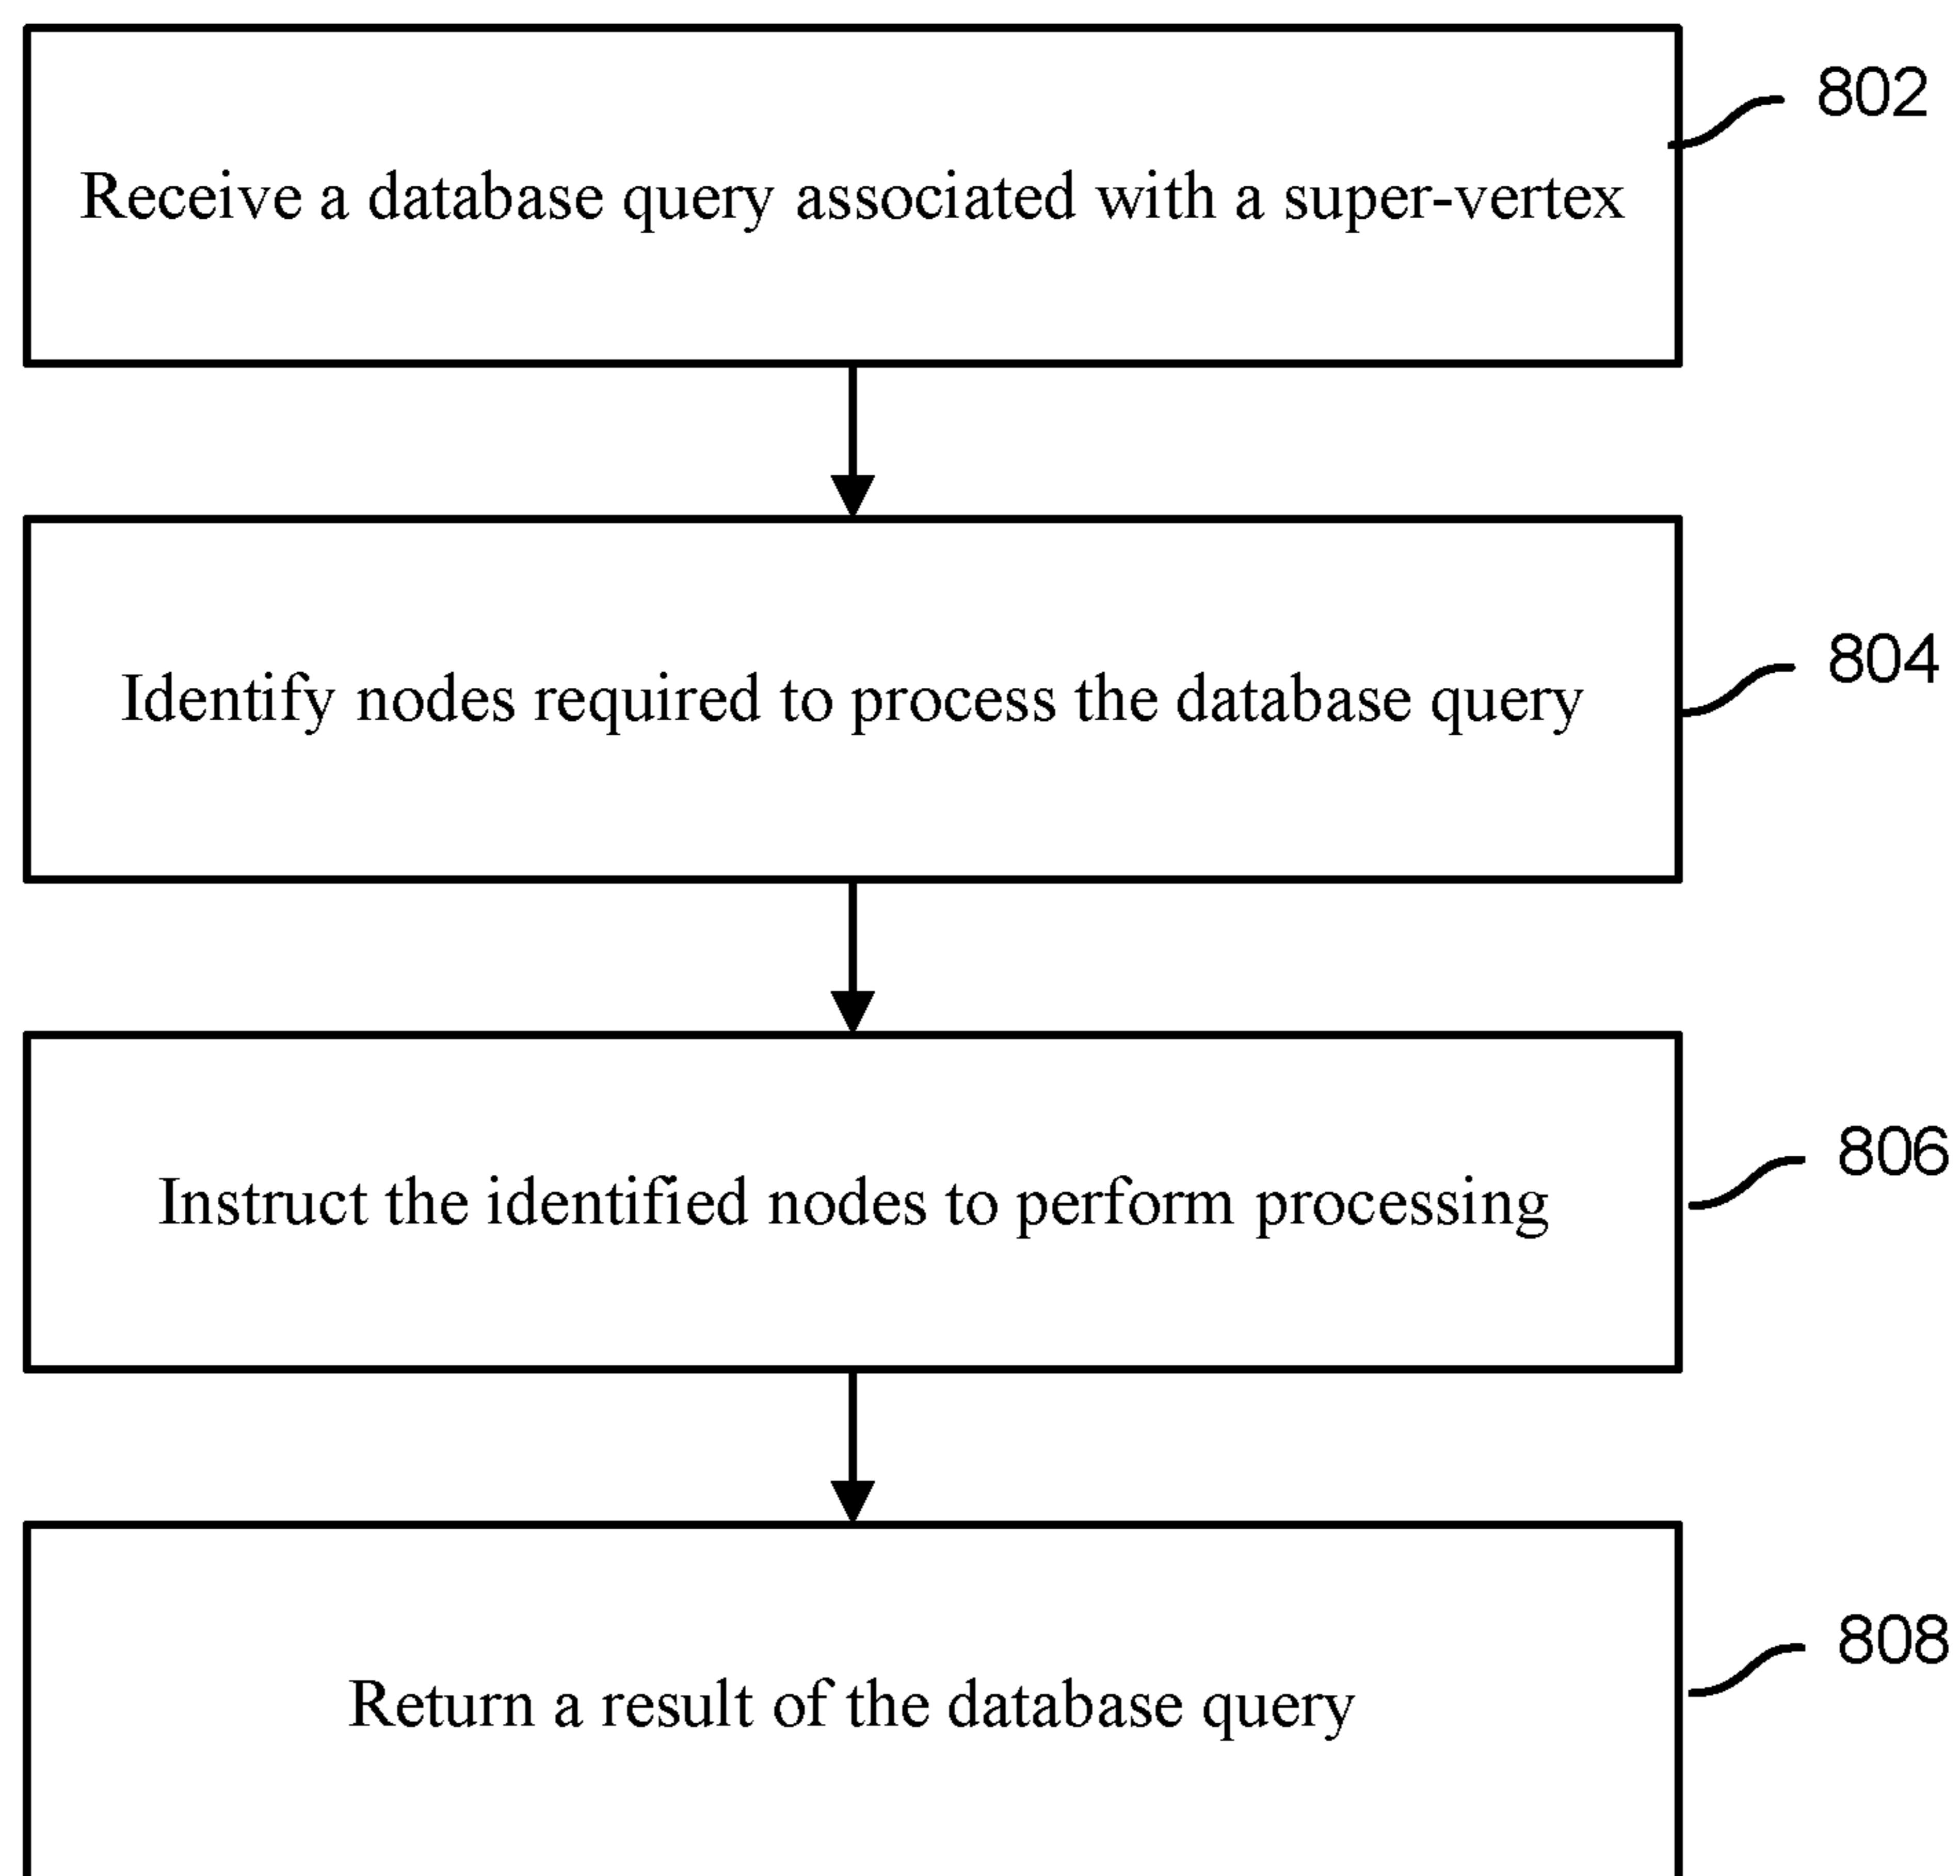 Receive a database query associated with a super-vertex
802
Identify nodes required to process the database query
804
Instruct the identified nodes to perform processing
806
Return a result of the database query
808